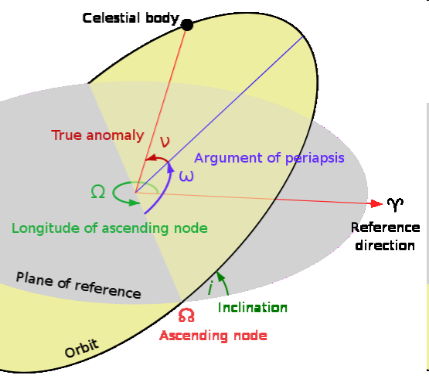 Celestial body
True anomaly
ν
Argument of periapsis
ω
Ω
Longitude of ascending node
♈
Reference
direction
Plane of reference
i
Inclination
☊
Ascending node
Orbit